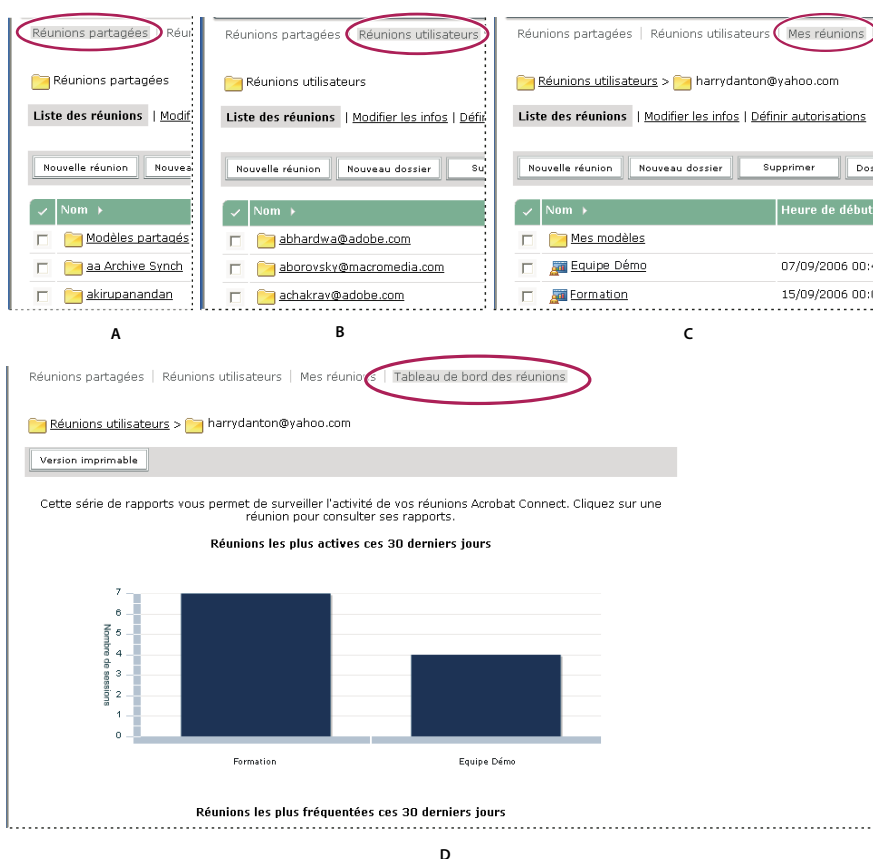 Réunions partagées
Réunions partagées
Liste des réunions
Nouvelle réunion
Nom
Modèles partagés
aa Archive Synch
akirupanandan
A
Réunions partagées | Réunions utilisateurs
Réunions utilisateurs
Liste des réunions | Modifier les infos |
Nouvelle réunion Nouveau dossier
Nom
abhardwa@adobe.com
aborovsky@macromedia.com
achakrav@adobe.com
B
Réunions partagées | Réunions utilisateurs | Mes réunions
Réunions utilisateurs > harrydanton@yahoo.com
Liste des réunions | Modifier les infos | Définir autorisations
Nouvelle réunion Nouveau dossier Supprimer
Nom Heure de début
Mes modèles
Equipe Démo 07/09/2006
Formation 15/09/2006
C
Réunions partagées | Réunions utilisateurs | Mes réunions | Tableau de bord des réunions
Réunions utilisateurs > harrydanton@yahoo.com
Version imprimable
Cette série de rapports vous permet de surveiller l'activité de vos réunions Acrobat Connect. Cliquez sur une
réunion pour consulter ses rapports.
Réunions les plus actives ces 30 derniers jours
Nombre de sessions
7
6
5
4
3
2
1
0
Formation Equipe Démo
Réunions les plus fréquentées ces 30 derniers jours
D